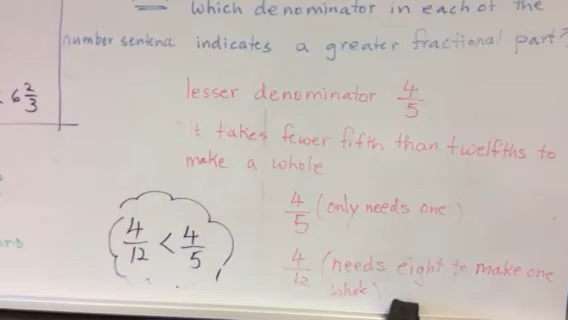 which denominator in each of the
number sentence indicates a greater fractional part?
6 2/3
lesser denominator 4/5
it takes fewer fifth than twelfths to
make a whole
4/5 (only needs one)
4/12 < 4/5
4/12 (needs eight to make one
whole)